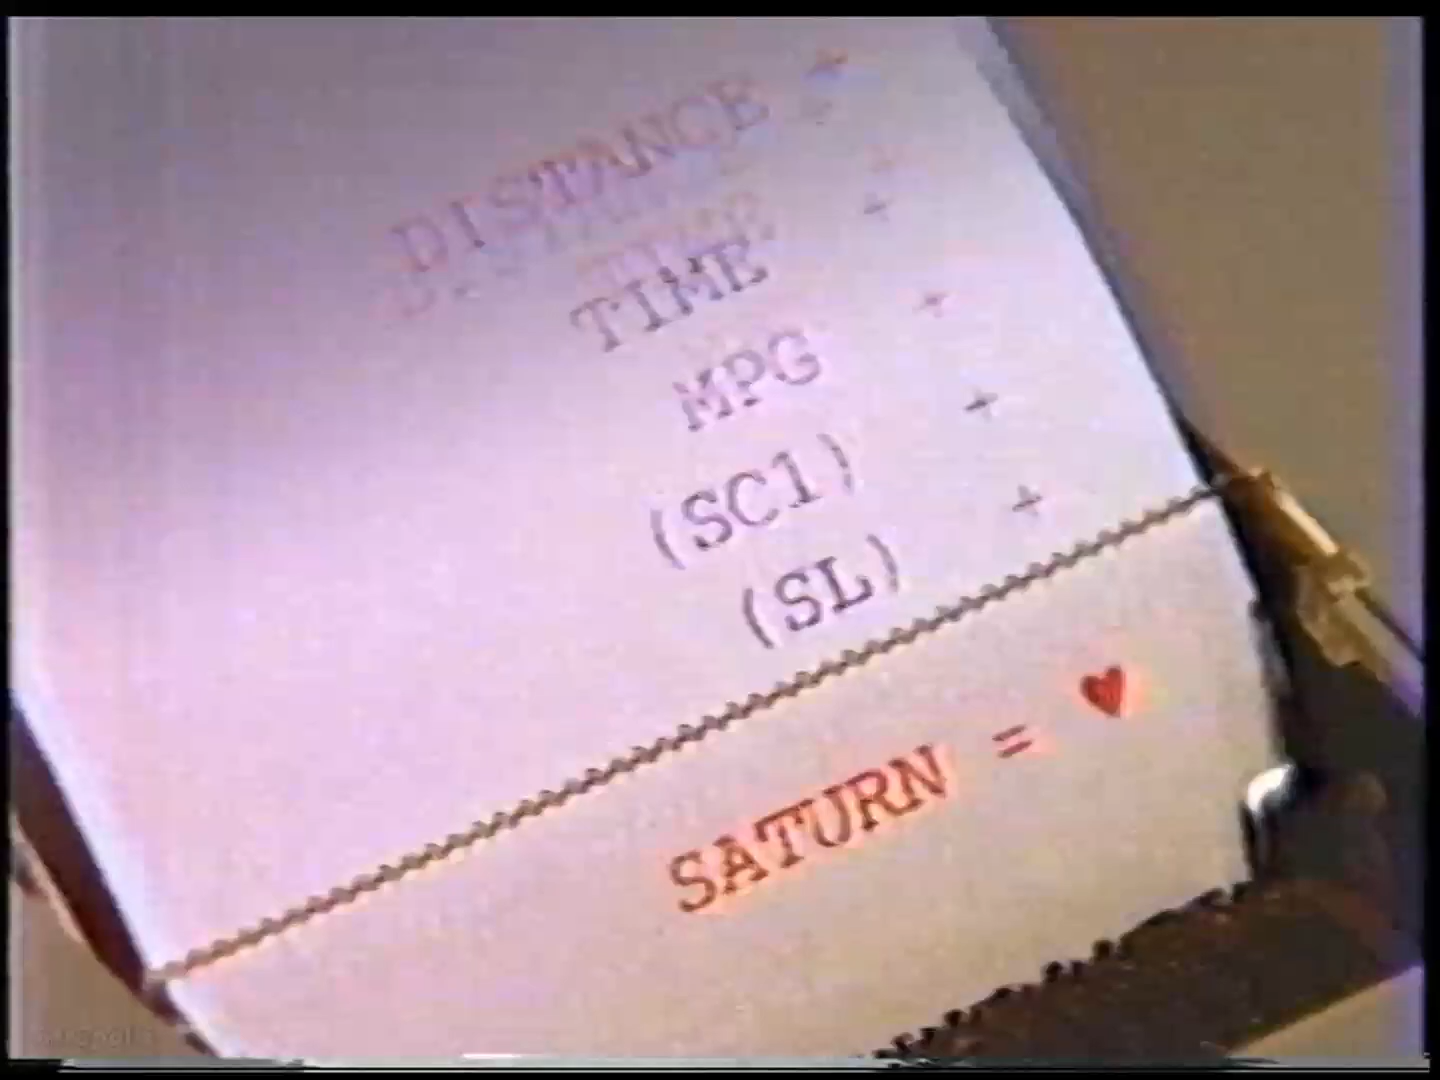 DISTANCE +
TIME +
MPG +
(SC1) +
(SL) +
SATURN = ♥